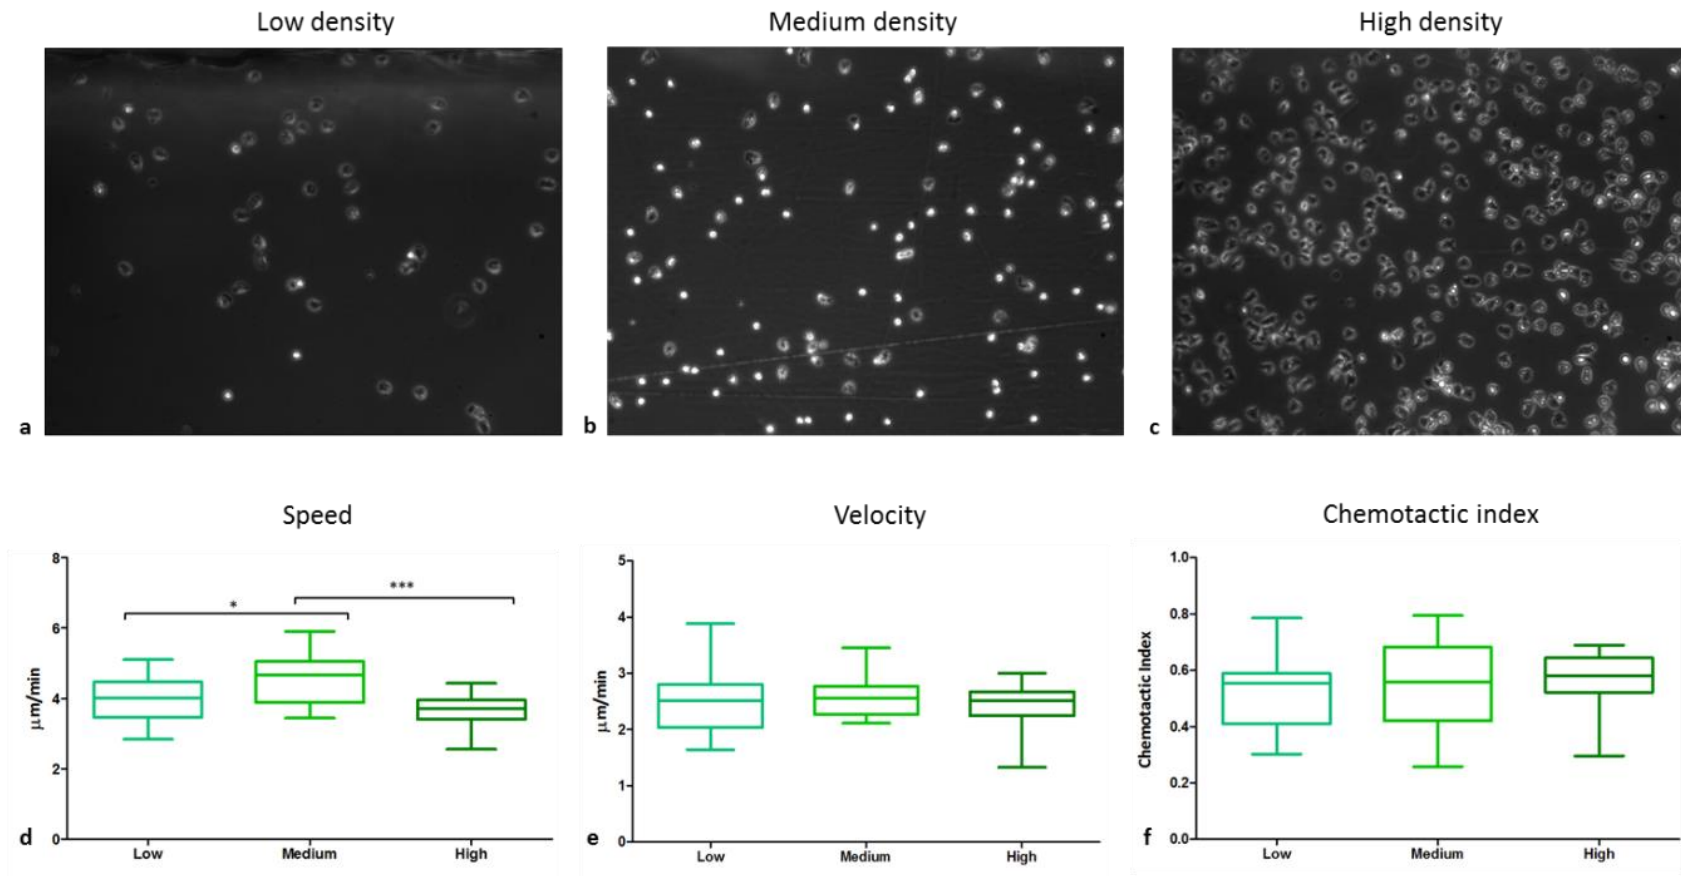 Low density Medium density High density
a b c
Speed Velocity Chemotactic index
8
6
4
2
0
μm/min
*
***
Low Medium High
d
5
4
3
2
1
0
μm/min
Low Medium High
e
1.0
0.8
0.6
0.4
0.2
0.0
Chemotactic Index
Low Medium High
f